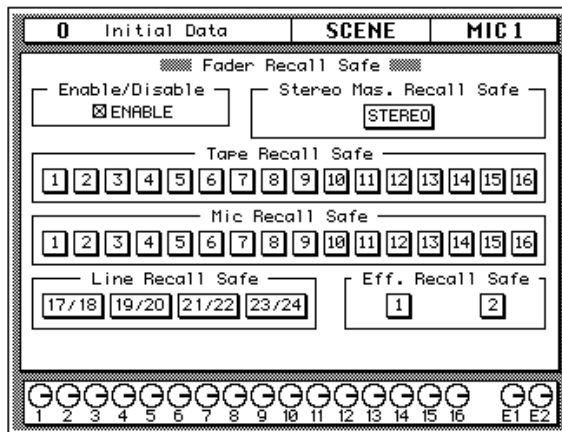 0 Initial Data SCENE MIC 1
Fader Recall Safe
Enable/Disable
ENABLE
Stereo Mas. Recall Safe
STEREO
Tape Recall Safe
1 2 3 4 5 6 7 8 9 10 11 12 13 14 15 16
Mic Recall Safe
1 2 3 4 5 6 7 8 9 10 11 12 13 14 15 16
Line Recall Safe
17/18 19/20 21/22 23/24
Eff. Recall Safe
1 2
1 2 3 4 5 6 7 8 9 10 11 12 13 14 15 16 E1 E2